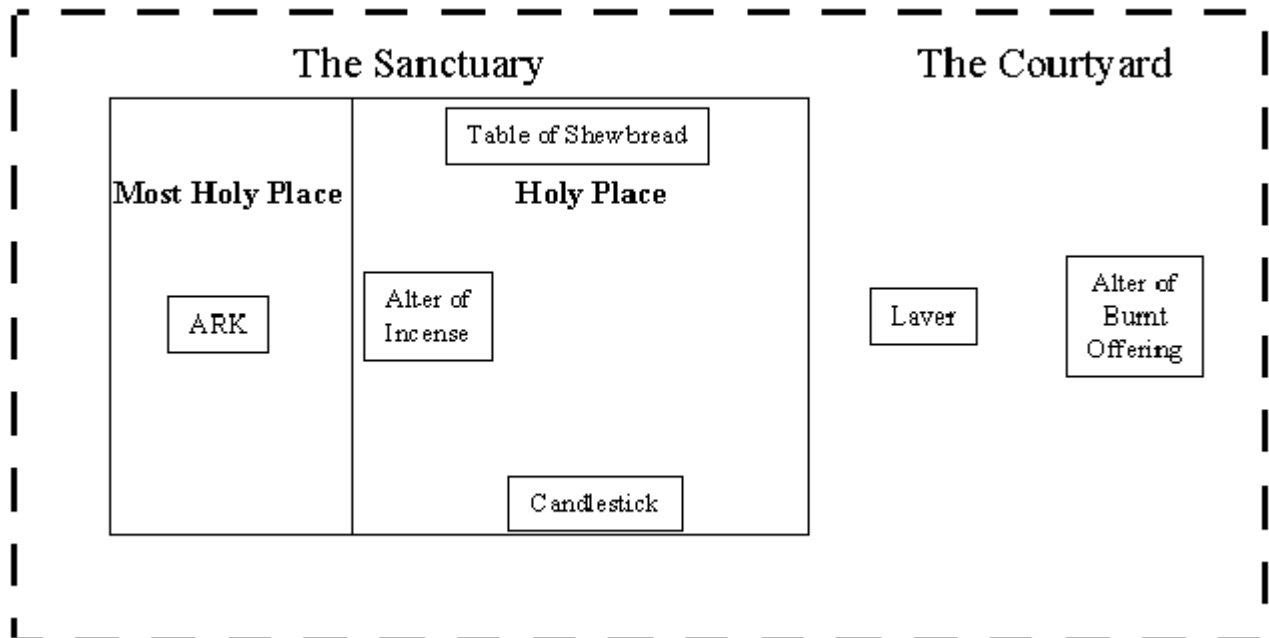 The Sanctuary
The Courtyard
Table of Shewbread
Most Holy Place
Holy Place
ARK
Alter of
Incense
Laver
Alter of
Burnt
Offering
Candlestick